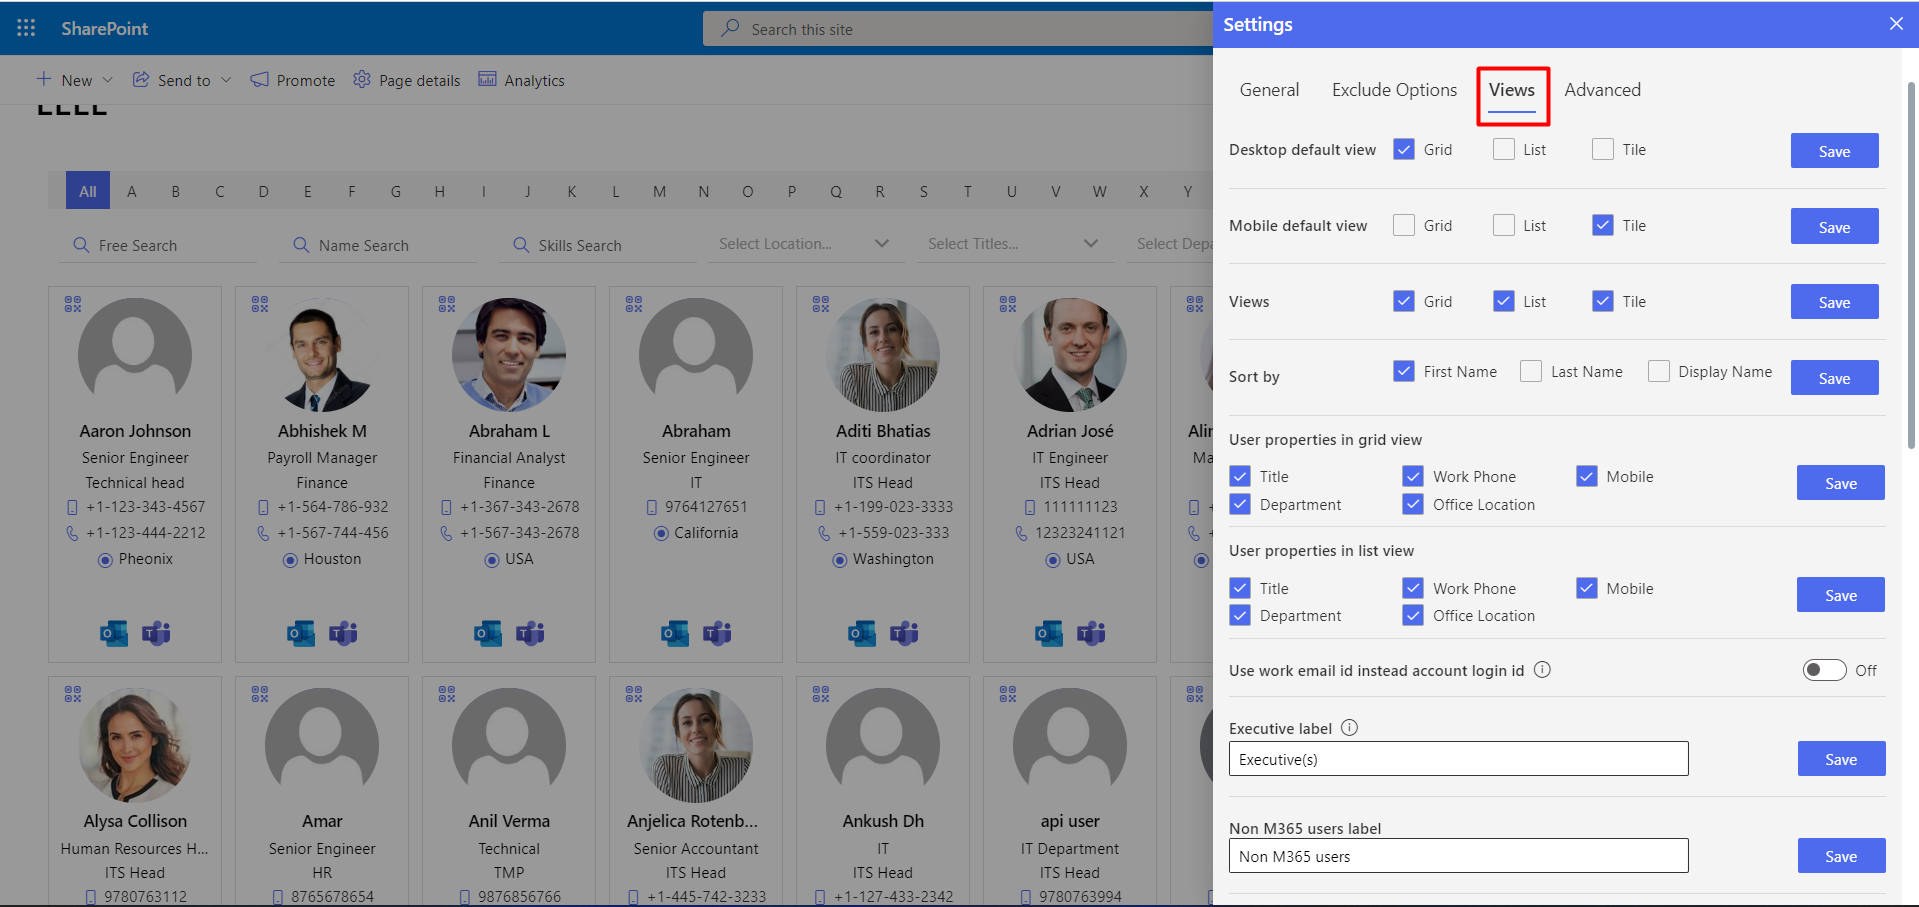 SharePoint
Search this site
New
Send to
Promote
Page details
Analytics
All A B C D E F G H I J K L M N O P Q R S T U V W X Y
Free Search
Name Search
Skills Search
Select Location...
Select Titles...
Select Depa
Aaron Johnson
Senior Engineer
Technical head
+1-123-343-4567
+1-123-444-2212
Pheonix
Abhishek M
Payroll Manager
Finance
+1-564-786-932
+1-567-744-456
Houston
Abraham L
Financial Analyst
Finance
+1-367-343-2678
+1-567-343-2678
USA
Abraham
Senior Engineer
IT
9764127651
California
Aditi Bhatias
IT coordinator
ITS Head
+1-199-023-3333
+1-559-023-333
Washington
Adrian José
IT Engineer
ITS Head
111111123
12323241121
USA
Alin
Ma
Alysa Collison
Human Resources H...
ITS Head
9780763112
Amar
Senior Engineer
HR
8765678654
Anil Verma
Technical
TMP
9876856766
Anjelica Rotenb...
Senior Accountant
ITS Head
+1-445-742-3233
Ankush Dh
IT
ITS Head
+1-127-433-2342
api user
IT Department
ITS Head
9780763994
Settings
General
Exclude Options
Views
Advanced
Desktop default view Grid List Tile Save
Mobile default view Grid List Tile Save
Views Grid List Tile Save
Sort by First Name Last Name Display Name Save
User properties in grid view
Title Work Phone Mobile Save
Department Office Location
User properties in list view
Title Work Phone Mobile Save
Department Office Location
Use work email id instead account login id Off
Executive label
Executive(s) Save
Non M365 users label
Non M365 users Save